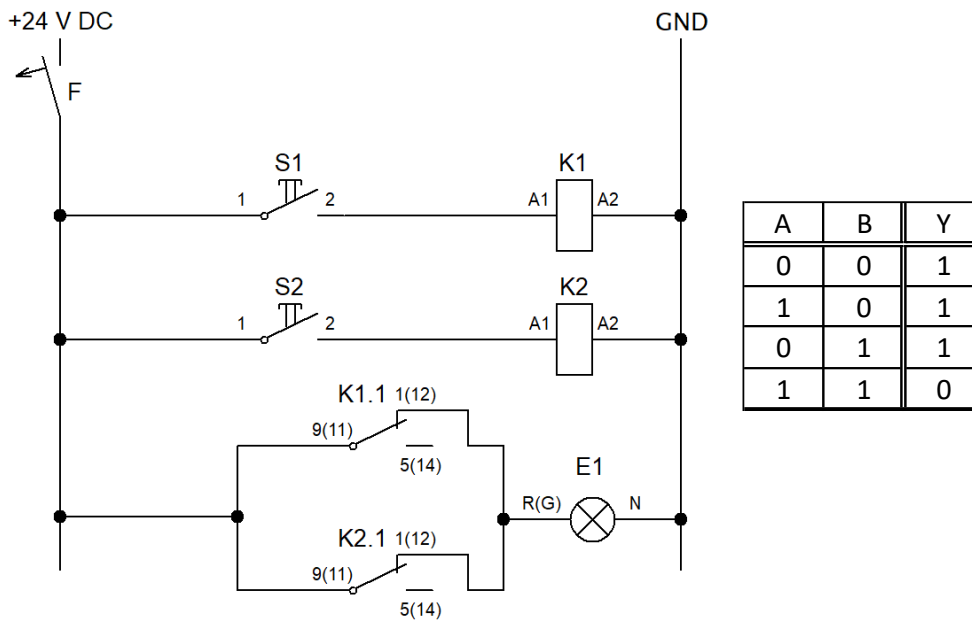 +24 V DC
GND
F
S1
K1
1
2
A1
A2
S2
K2
1
2
A1
A2
K1.1 1(12)
9(11)
5(14)
E1
R(G)
N
K2.1 1(12)
9(11)
5(14)
A B Y
0 0 1
1 0 1
0 1 1
1 1 0